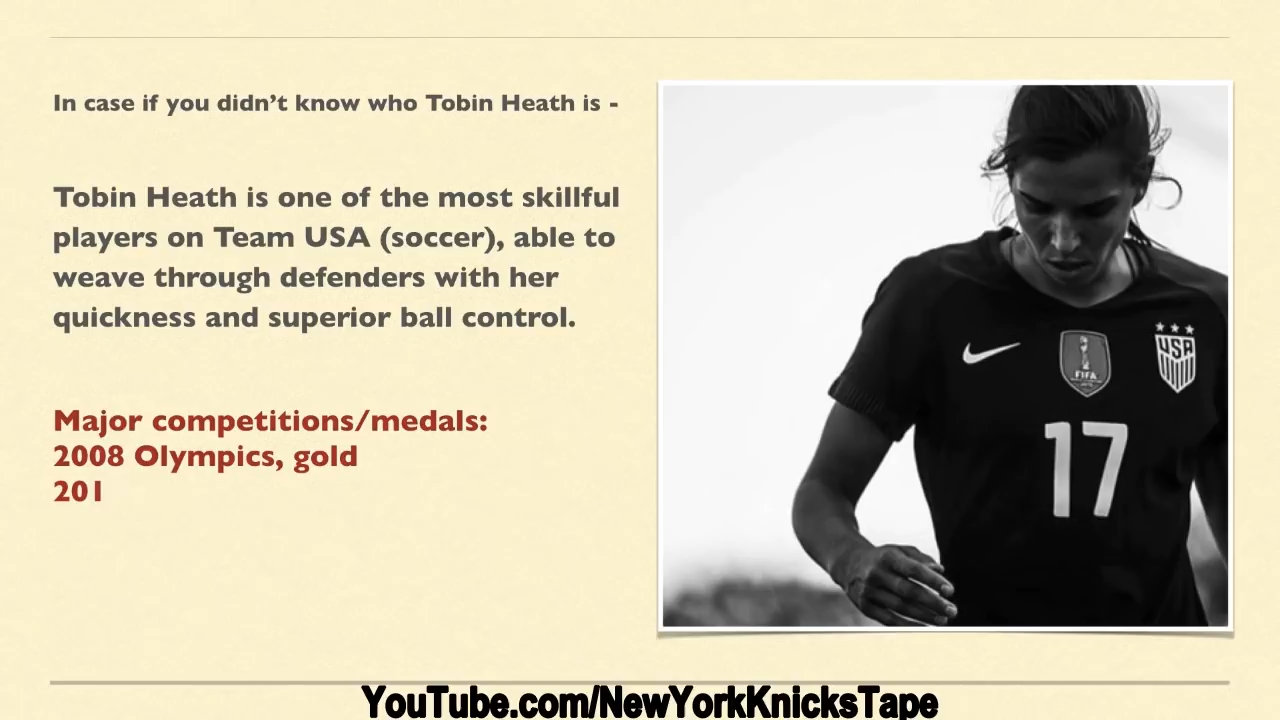 In case if you didn’t know who Tobin Heath is -
Tobin Heath is one of the most skillful
players on Team USA (soccer), able to
weave through defenders with her
quickness and superior ball control.
Major competitions/medals:
2008 Olympics, gold
201
FIFA
USA
17
YouTube.com/NewYorkKnicksTape